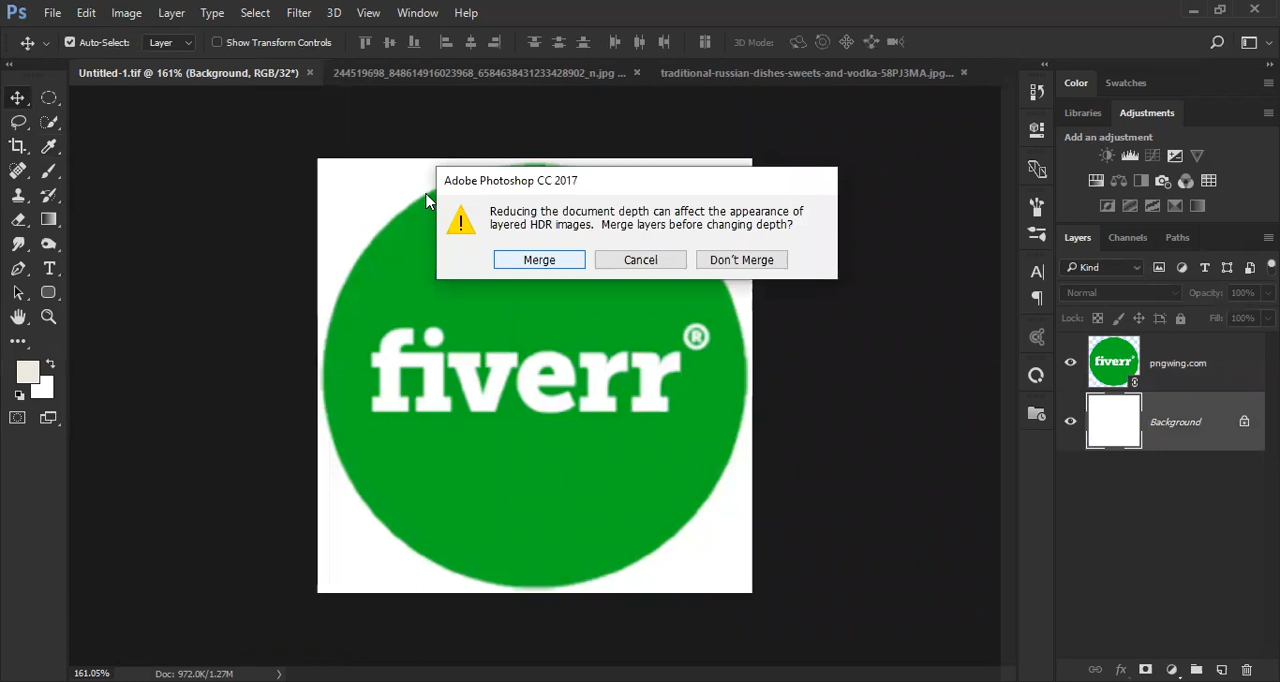 Ps File Edit Image Layer Type Select Filter 3D View Window Help
Auto-Select: Layer Show Transform Controls 3D Mode:
Untitled-1.tif @ 161% (Background, RGB/32*) × 244519698_848614916023968_6584638431233428902_n.jpg ... × traditional-russian-dishes-sweets-and-vodka-58PJ3MA.jpg... ×
Color Swatches
Libraries Adjustments
Add an adjustment
Adobe Photoshop CC 2017
Reducing the document depth can affect the appearance of
layered HDR images. Merge layers before changing depth?
Merge Cancel Don't Merge
fiverr®
Layers Channels Paths
Kind
Normal Opacity: 100%
Lock: Fill: 100%
fiverr
pngwing.com
Background
161.05% Doc: 972.0K/1.27M